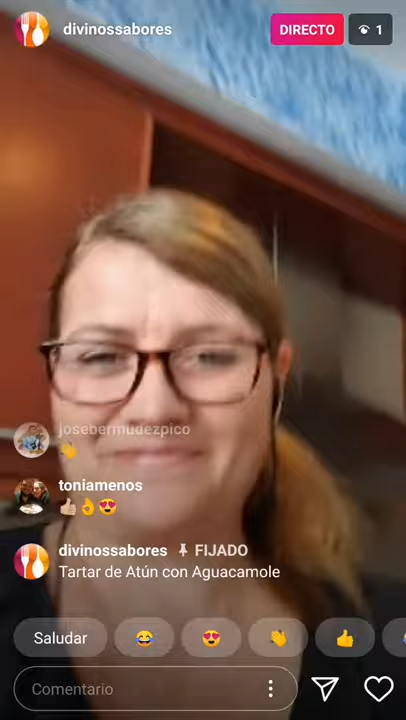 divinossabores
DIRECTO
1
josebermudezpico
👋
toniamenos
👍🏼👌😍
divinossabores FIJADO
Tartar de Atún con Aguacamole
Saludar 😂 😍 👋 👍
Comentario